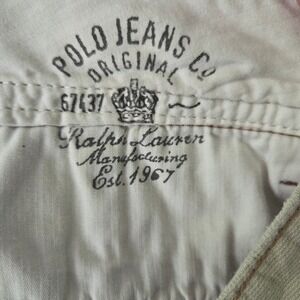 POLO JEANS Co
ORIGINAL
67437
Ralph Lauren
Manufacturing
Est. 1967